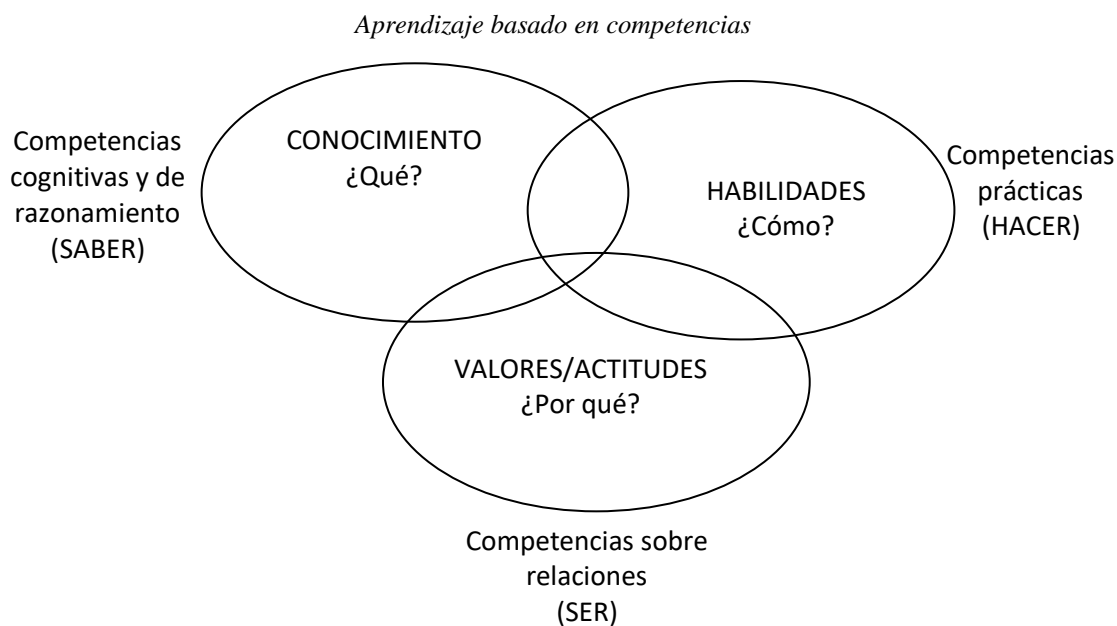 Aprendizaje basado en competencias
CONOCIMIENTO
¿Qué?
Competencias
cognitivas y de
razonamiento
(SABER)
HABILIDADES
¿Cómo?
Competencias
prácticas
(HACER)
VALORES/ACTITUDES
¿Por qué?
Competencias sobre
relaciones
(SER)